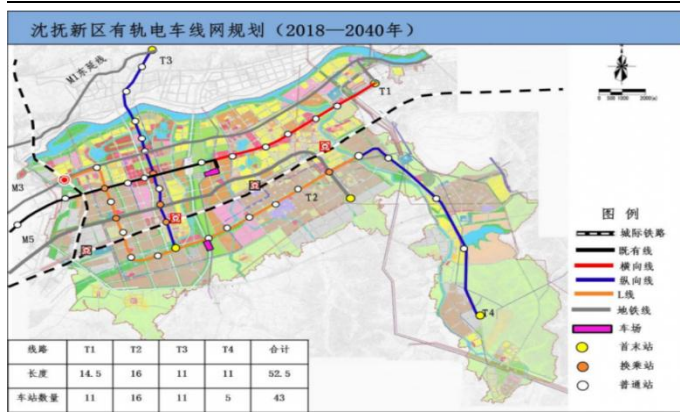 沈抚新区有轨电车线网规划（2018—2040年）
M1东延线
T3
T1
M3
T2
M5
T4
图 例
城际铁路
既有线
横向线
纵向线
L线
地铁线
车场
首末站
换乘站
普通站
线路 T1 T2 T3 T4 合计
长度 14.5 16 11 11 52.5
车站数量 11 16 11 5 43